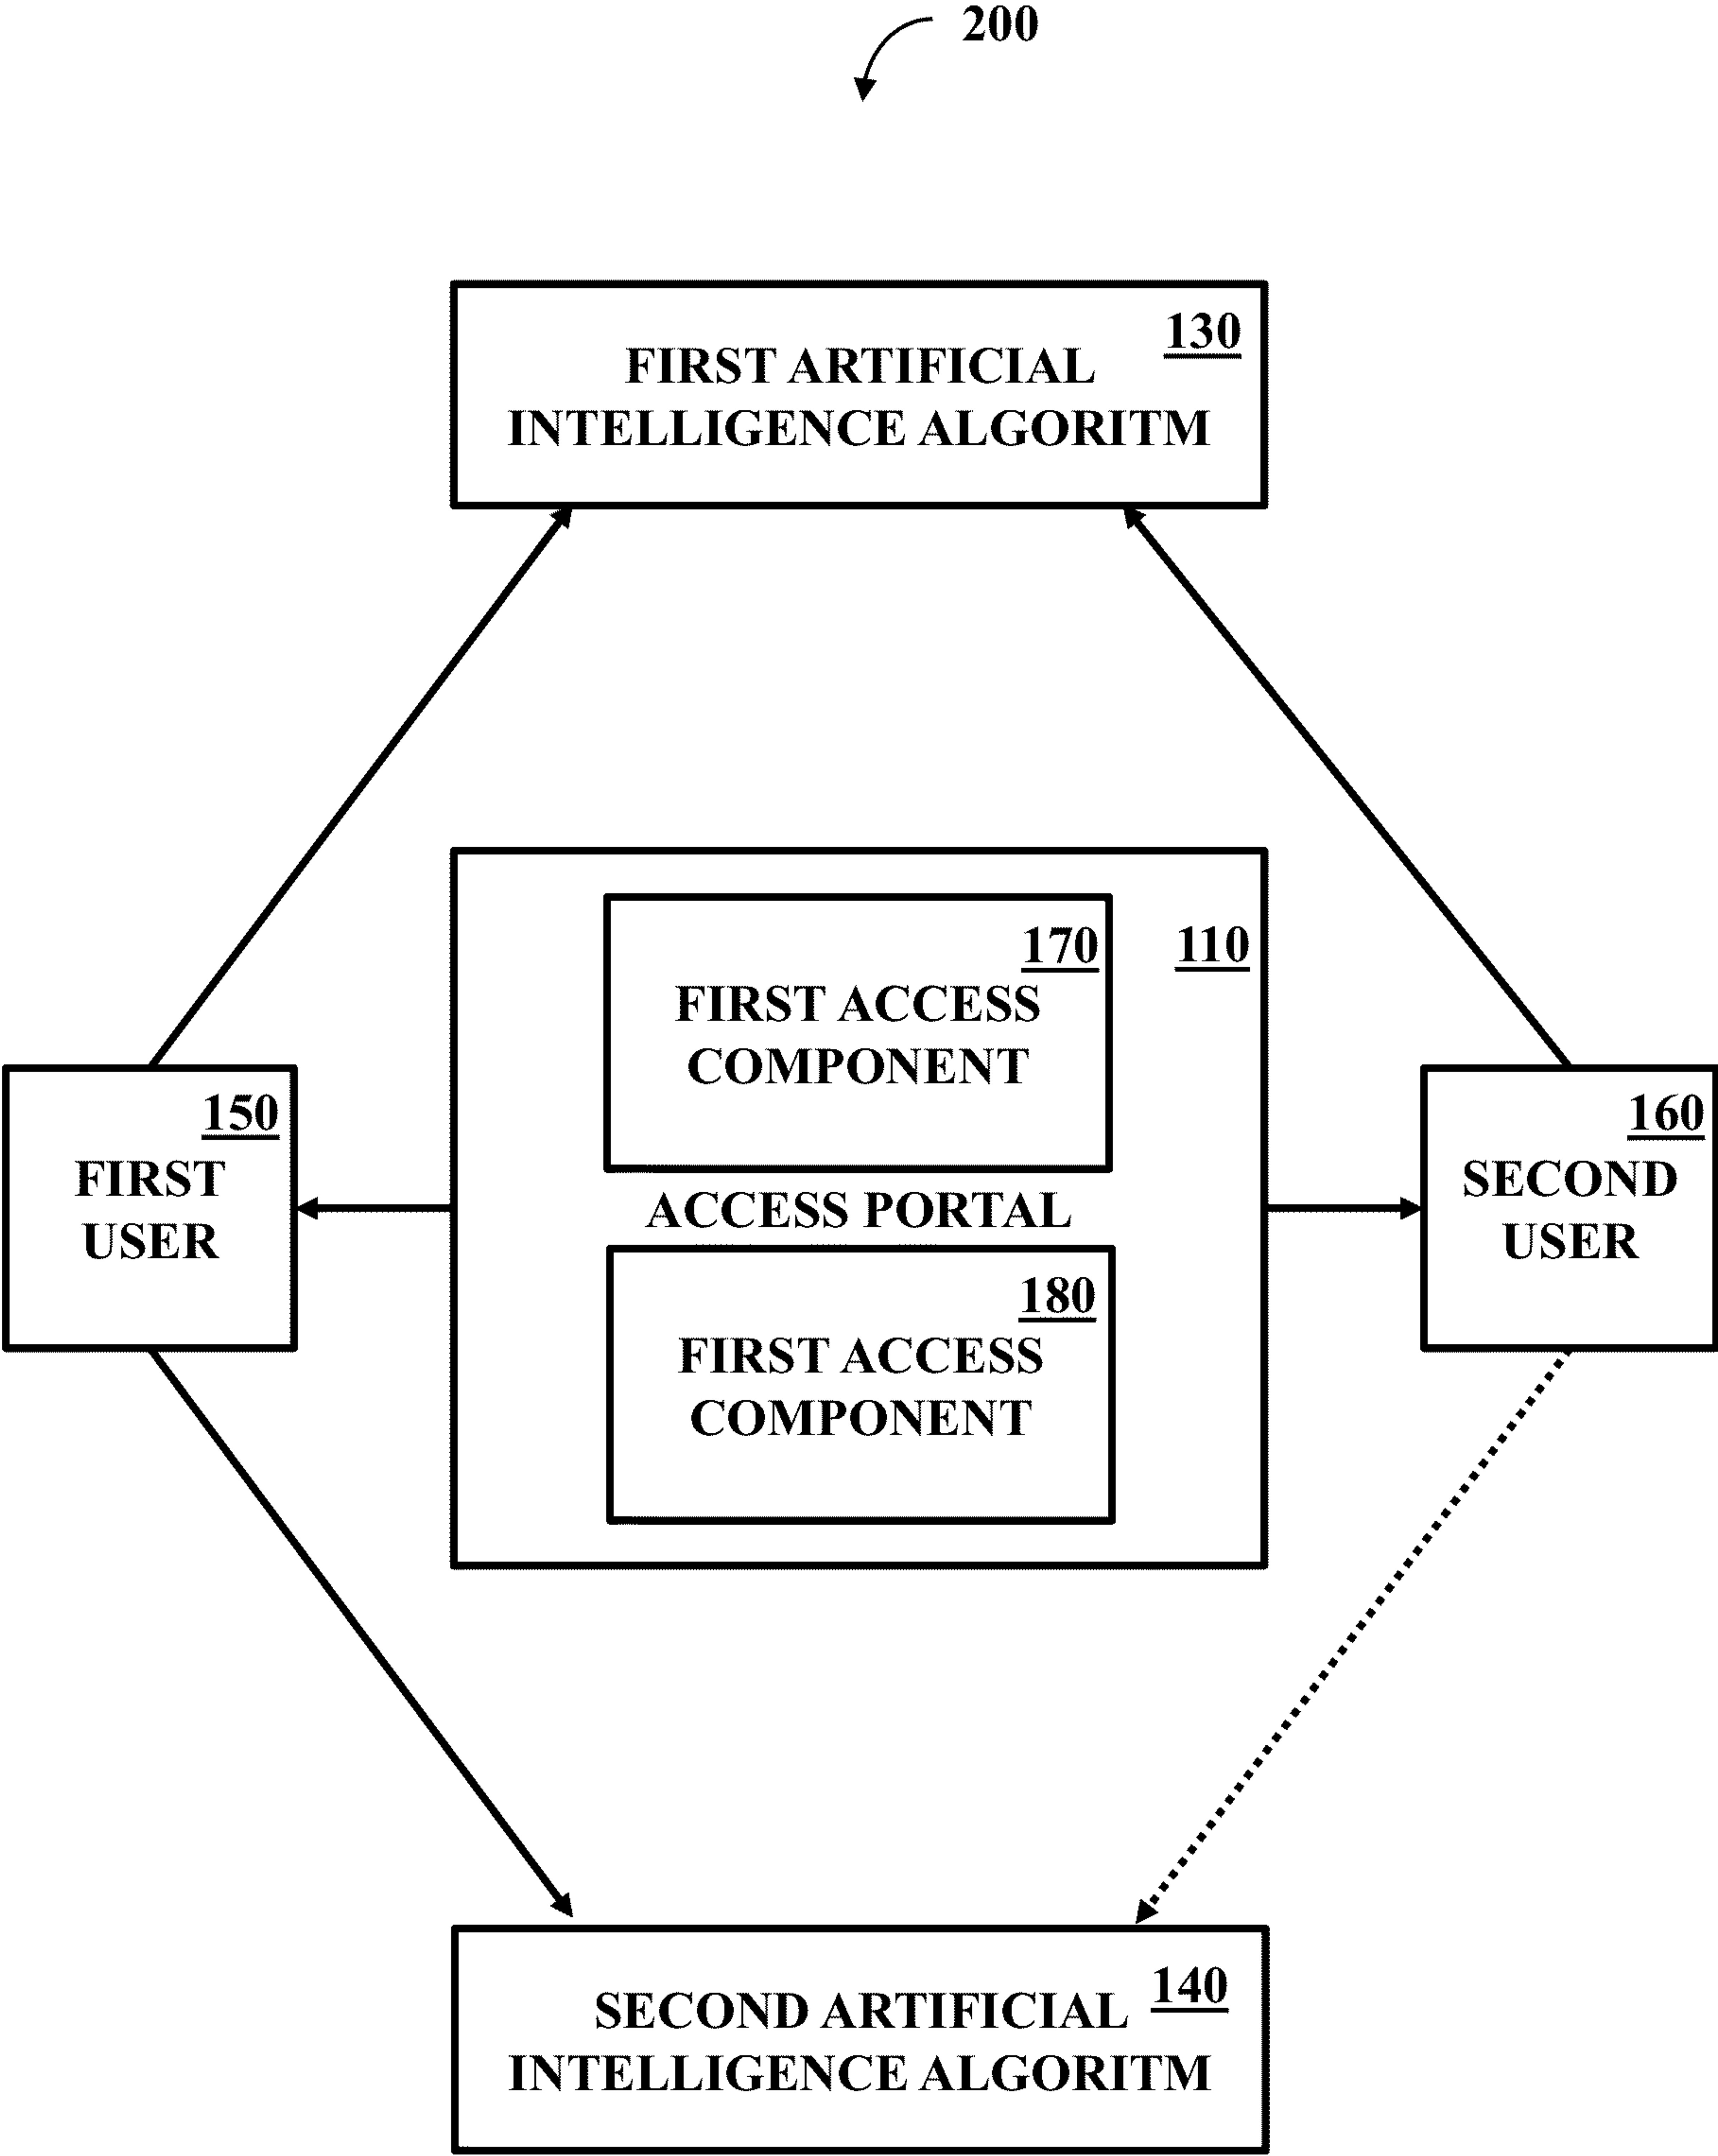 200
130
FIRST ARTIFICIAL
INTELLIGENCE ALGORITM
170
110
FIRST ACCESS
COMPONENT
150
FIRST
USER
160
SECOND
USER
ACCESS PORTAL
180
FIRST ACCESS
COMPONENT
140
SECOND ARTIFICIAL
INTELLIGENCE ALGORITM